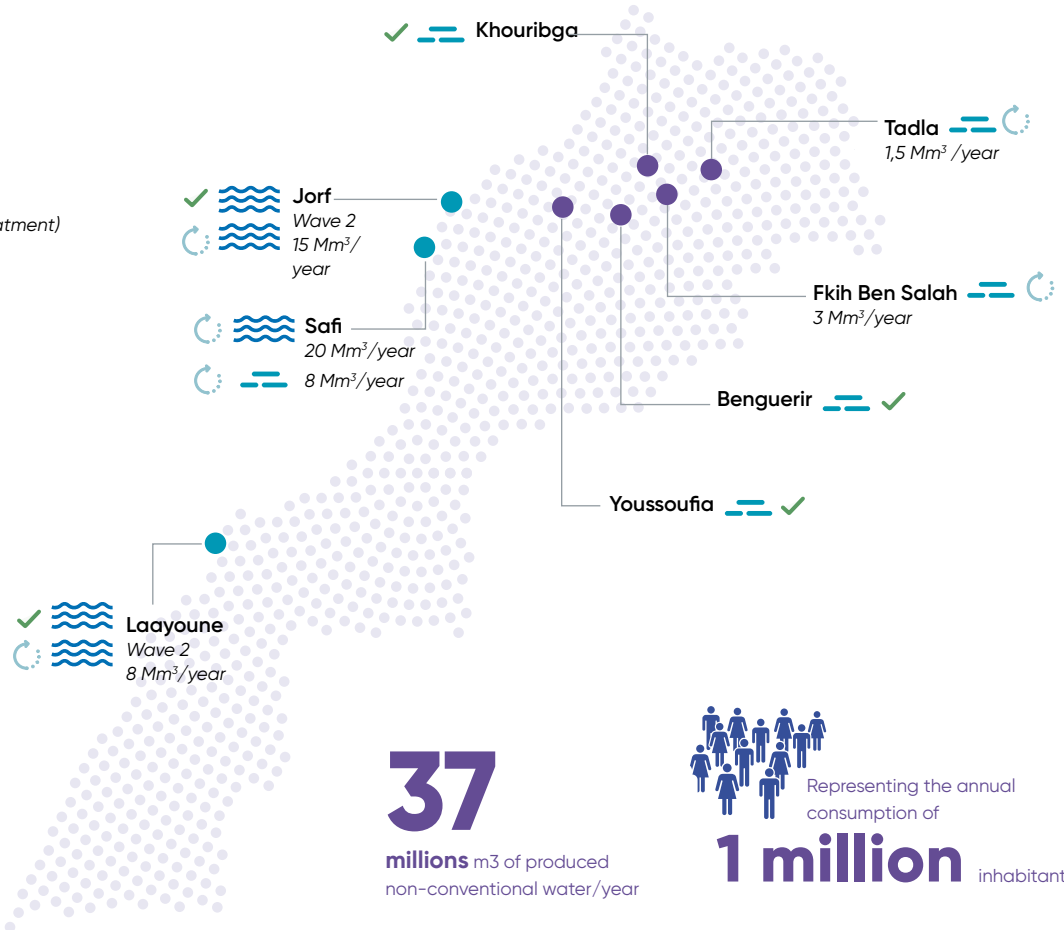 Khouribga
Tadla
1,5 Mm³ /year
atment)
Jorf
Wave 2
15 Mm³/
year
Safi
20 Mm³/year
8 Mm³/year
Fkih Ben Salah
3 Mm³/year
Benguerir
Youssoufia
Laayoune
Wave 2
8 Mm³/year
37
millions m3 of produced
non-conventional water/year
Representing the annual
consumption of
1 million inhabitant